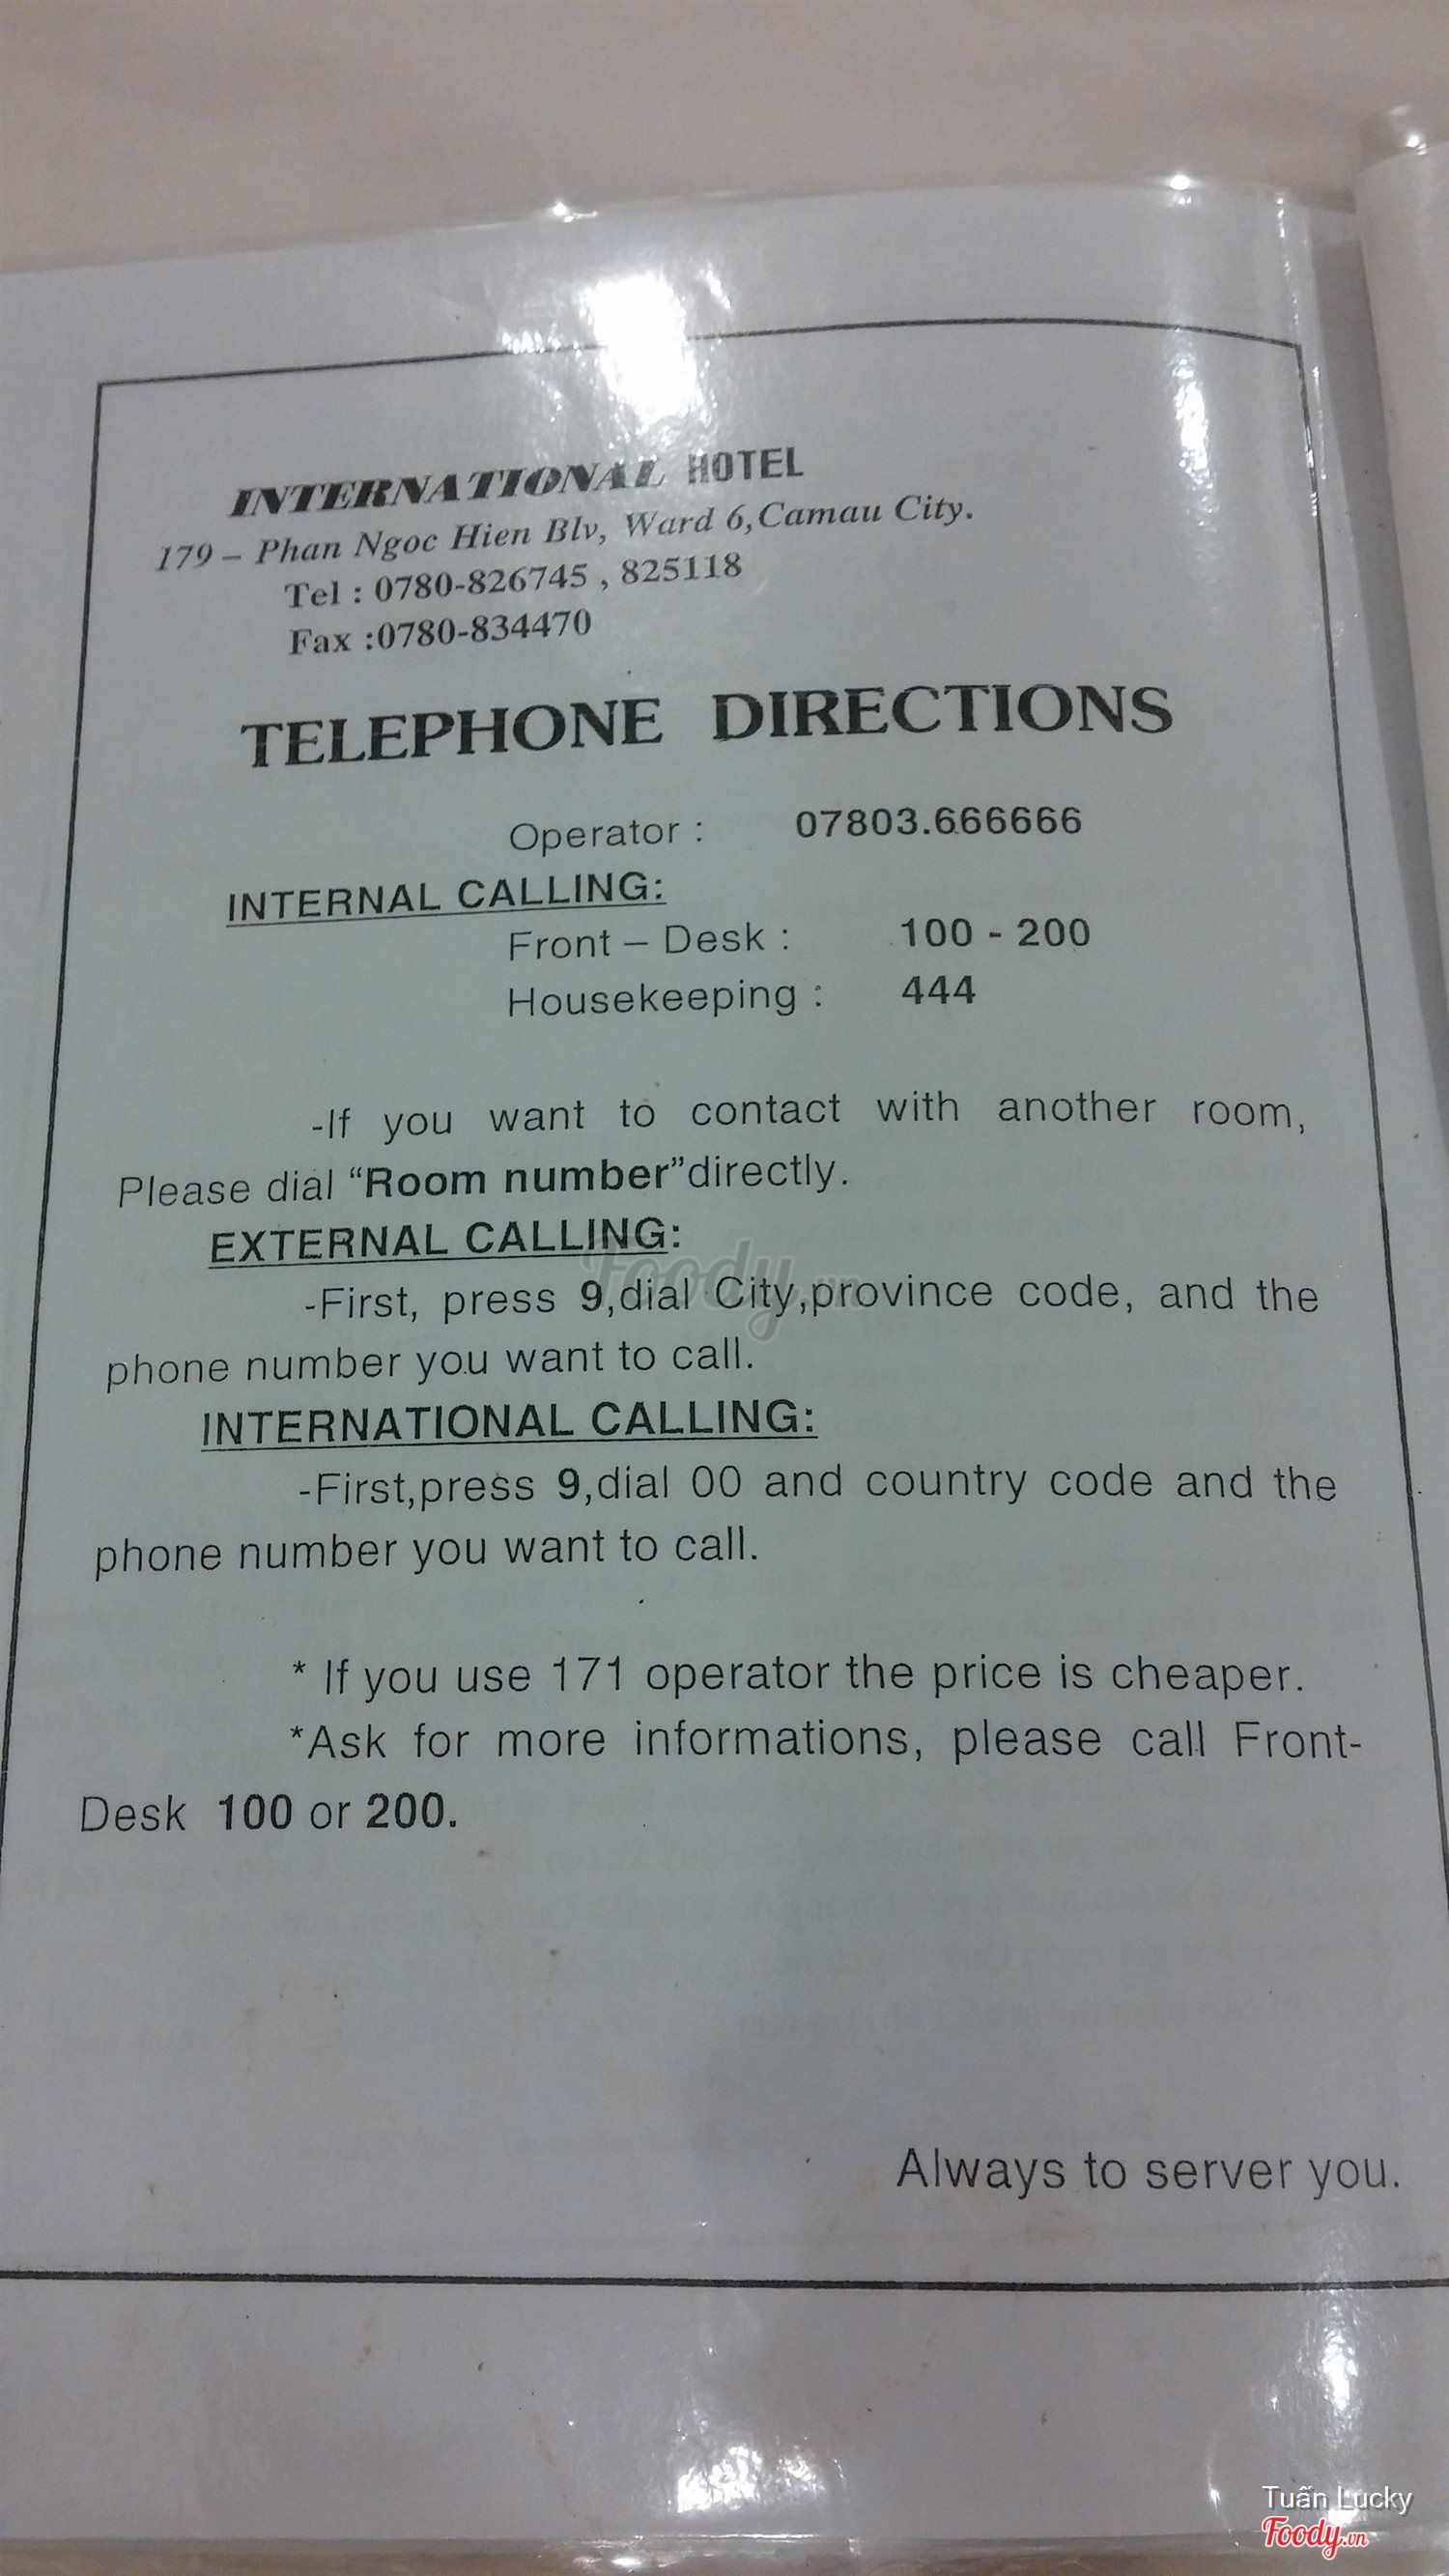 INTERNATIONAL HOTEL
179 – Phan Ngoc Hien Blv, Ward 6,Camau City.
Tel : 0780-826745 , 825118
Fax :0780-834470
TELEPHONE DIRECTIONS
Operator : 07803.666666
INTERNAL CALLING:
Front – Desk : 100 - 200
Housekeeping : 444
-If you want to contact with another room,
Please dial “Room number”directly.
EXTERNAL CALLING:
-First, press 9,dial City,province code, and the
phone number you want to call.
INTERNATIONAL CALLING:
-First,press 9,dial 00 and country code and the
phone number you want to call.
* If you use 171 operator the price is cheaper.
*Ask for more informations, please call Front-
Desk 100 or 200.
Always to server you.
Foody.vn
Tuấn Lucky
Foody.vn